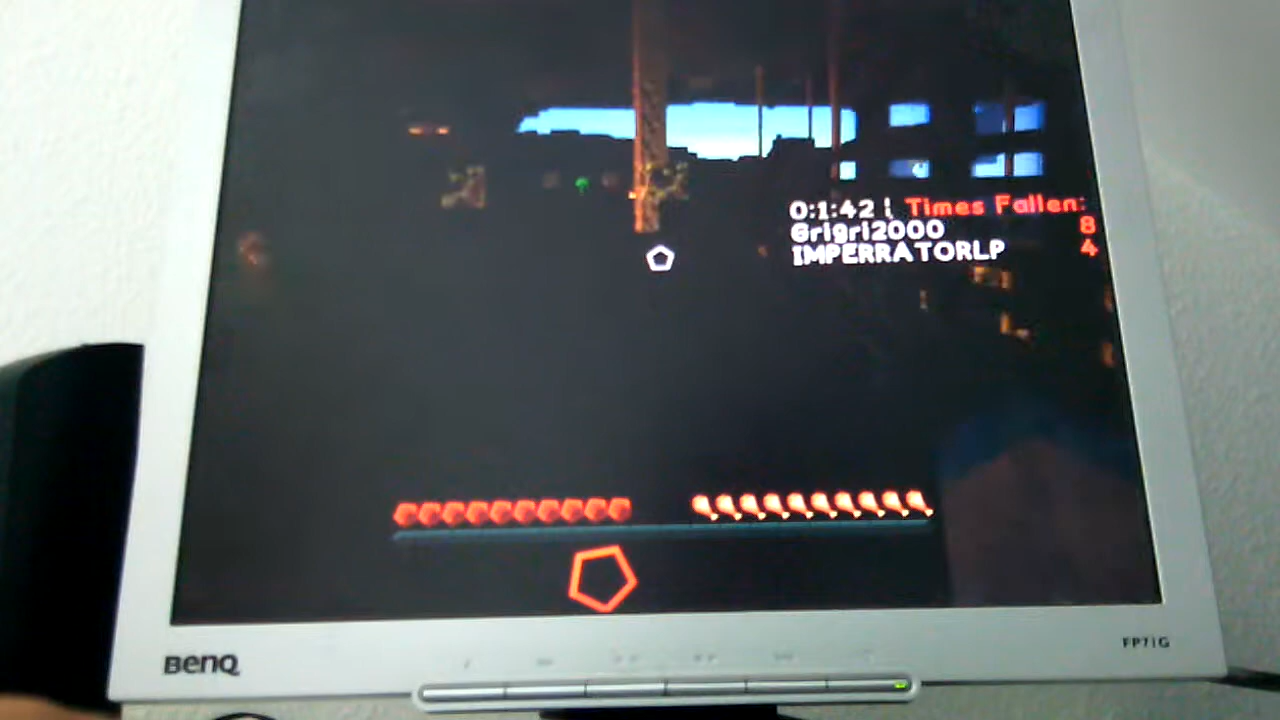 0:1:42 | Times Fallen:
Grigri2000 8
IMPERRATORLP 4
BenQ
FP71G